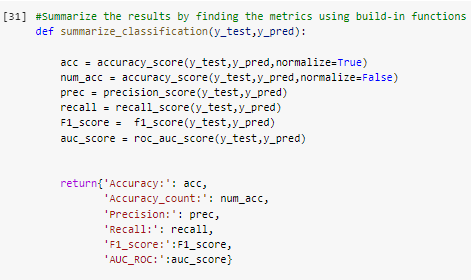 [31] #Summarize the results by finding the metrics using build-in functions
def summarize_classification(y_test,y_pred):
acc = accuracy_score(y_test,y_pred,normalize=True)
num_acc = accuracy_score(y_test,y_pred,normalize=False)
prec = precision_score(y_test,y_pred)
recall = recall_score(y_test,y_pred)
F1_score =  f1_score(y_test,y_pred)
auc_score = roc_auc_score(y_test,y_pred)
return{'Accuracy:': acc,
'Accuracy_count:': num_acc,
'Precision:': prec,
'Recall:': recall,
'F1_score:':F1_score,
'AUC_ROC:':auc_score}